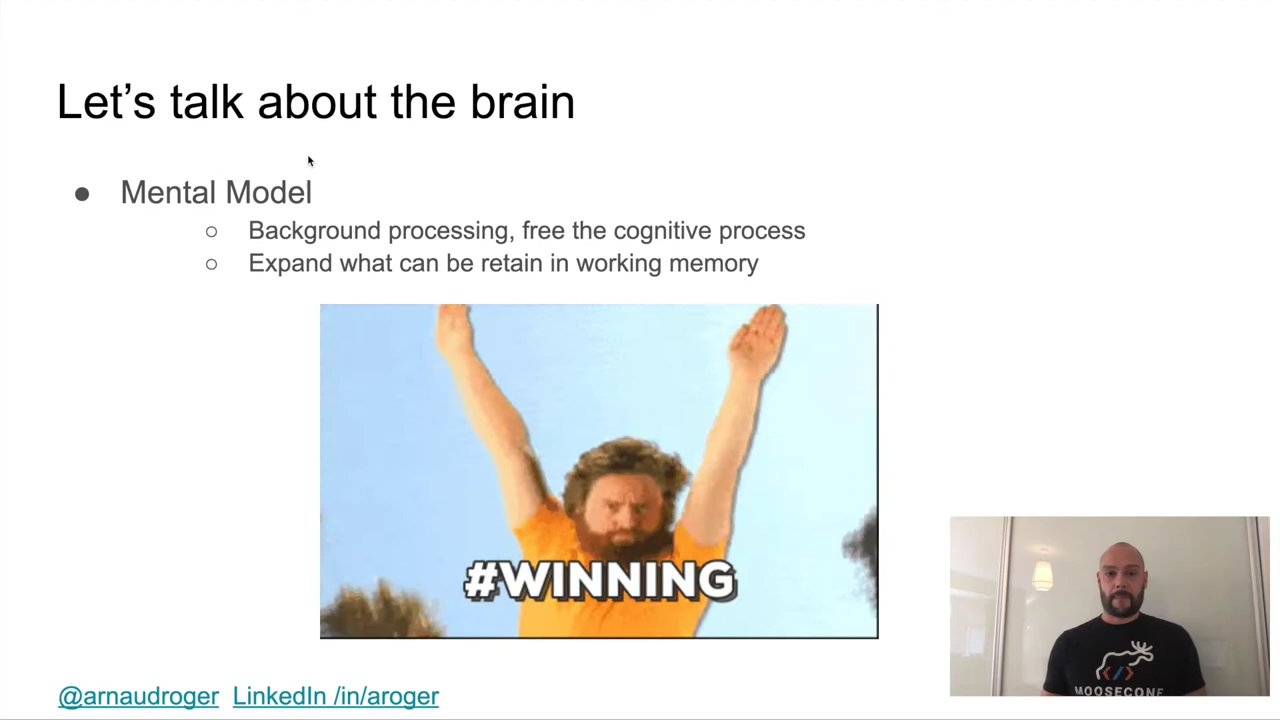 Let's talk about the brain
● Mental Model
○ Background processing, free the cognitive process
○ Expand what can be retain in working memory
#WINNING
MOOSECONF
@arnaudroger LinkedIn /in/aroger